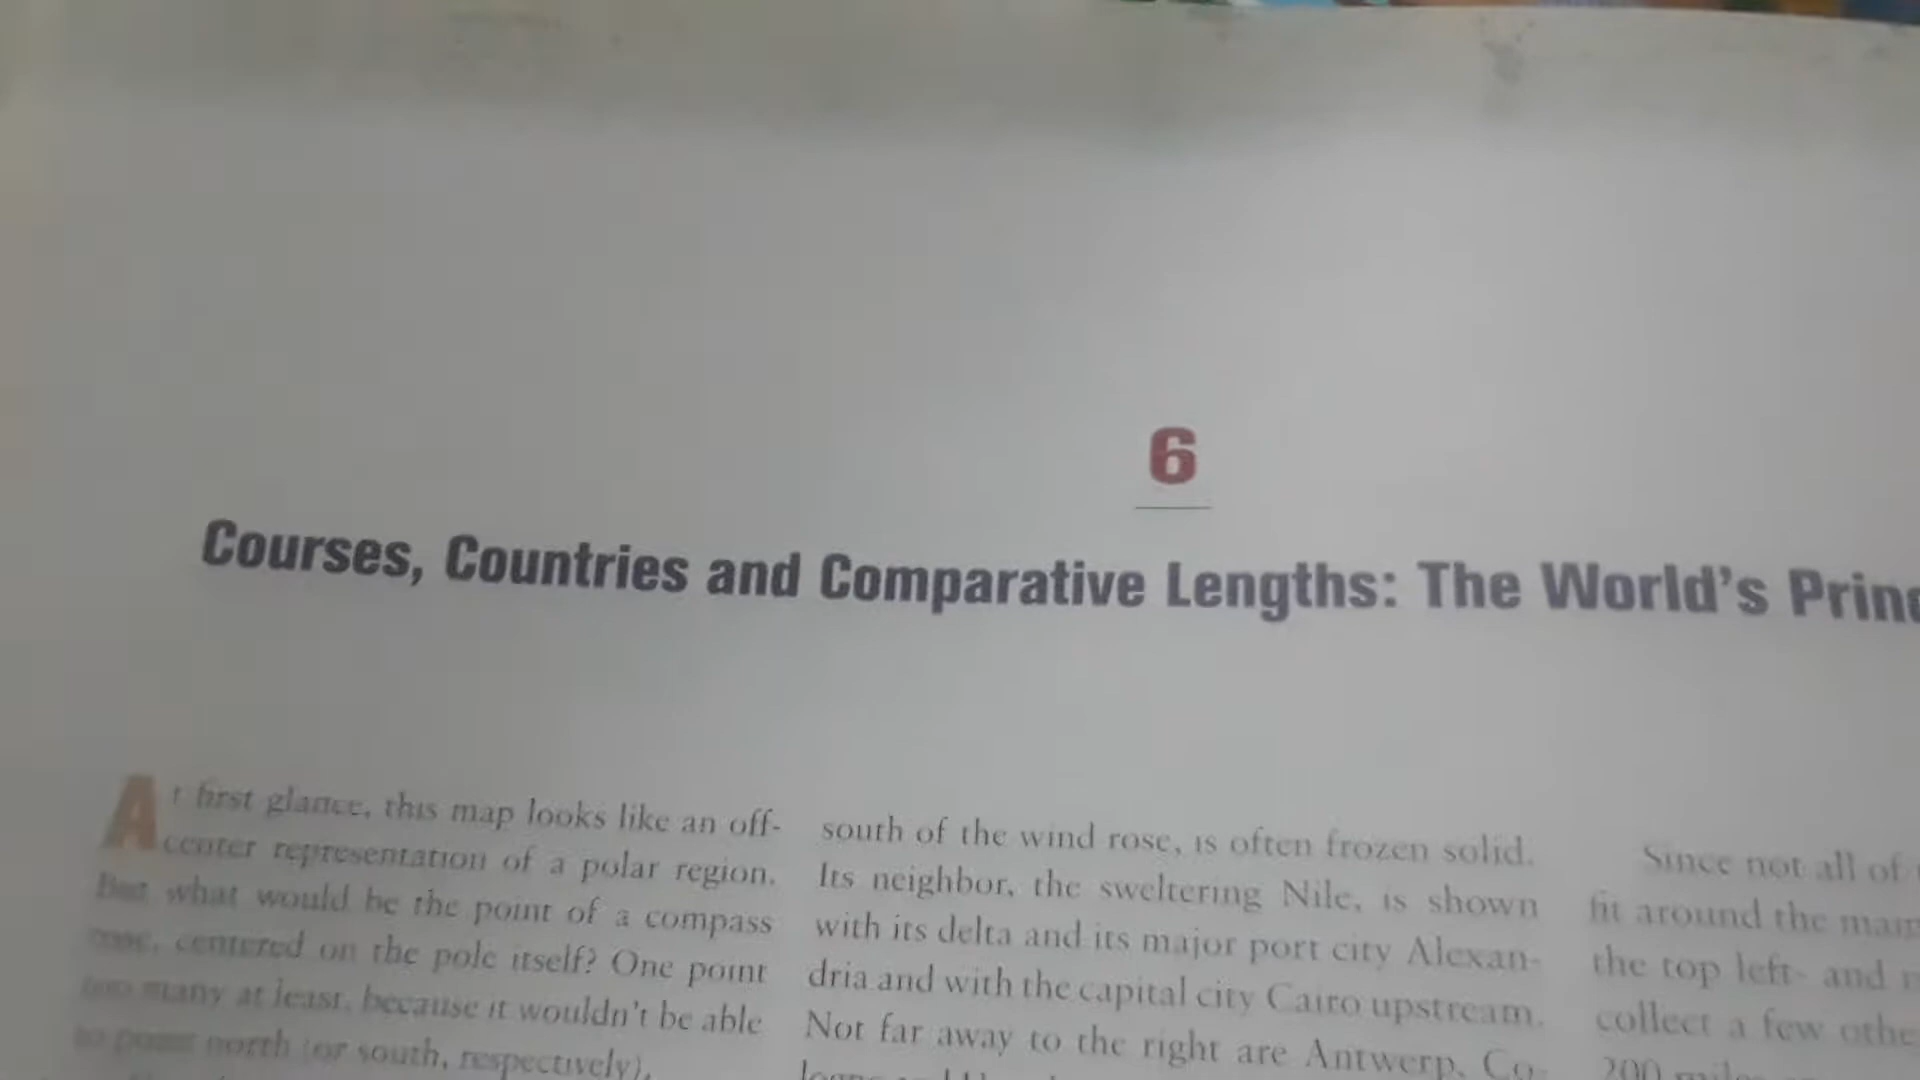 6
Courses, Countries and Comparative Lengths: The World's
At first glance, this map looks like an off-
center representation of a polar region.
But what would be the point of a compass
rose, centered on the pole itself? One point
too many at least, because it wouldn't be able
to point north (or south, respectively).
south of the wind rose, is often frozen solid.
Its neighbor, the sweltering Nile, is shown
with its delta and its major port city Alexan-
dria and with the capital city Cairo upstream.
Not far away to the right are Antwerp, Co-
Since not all of
fit around the
the top left- and
collect a few
200